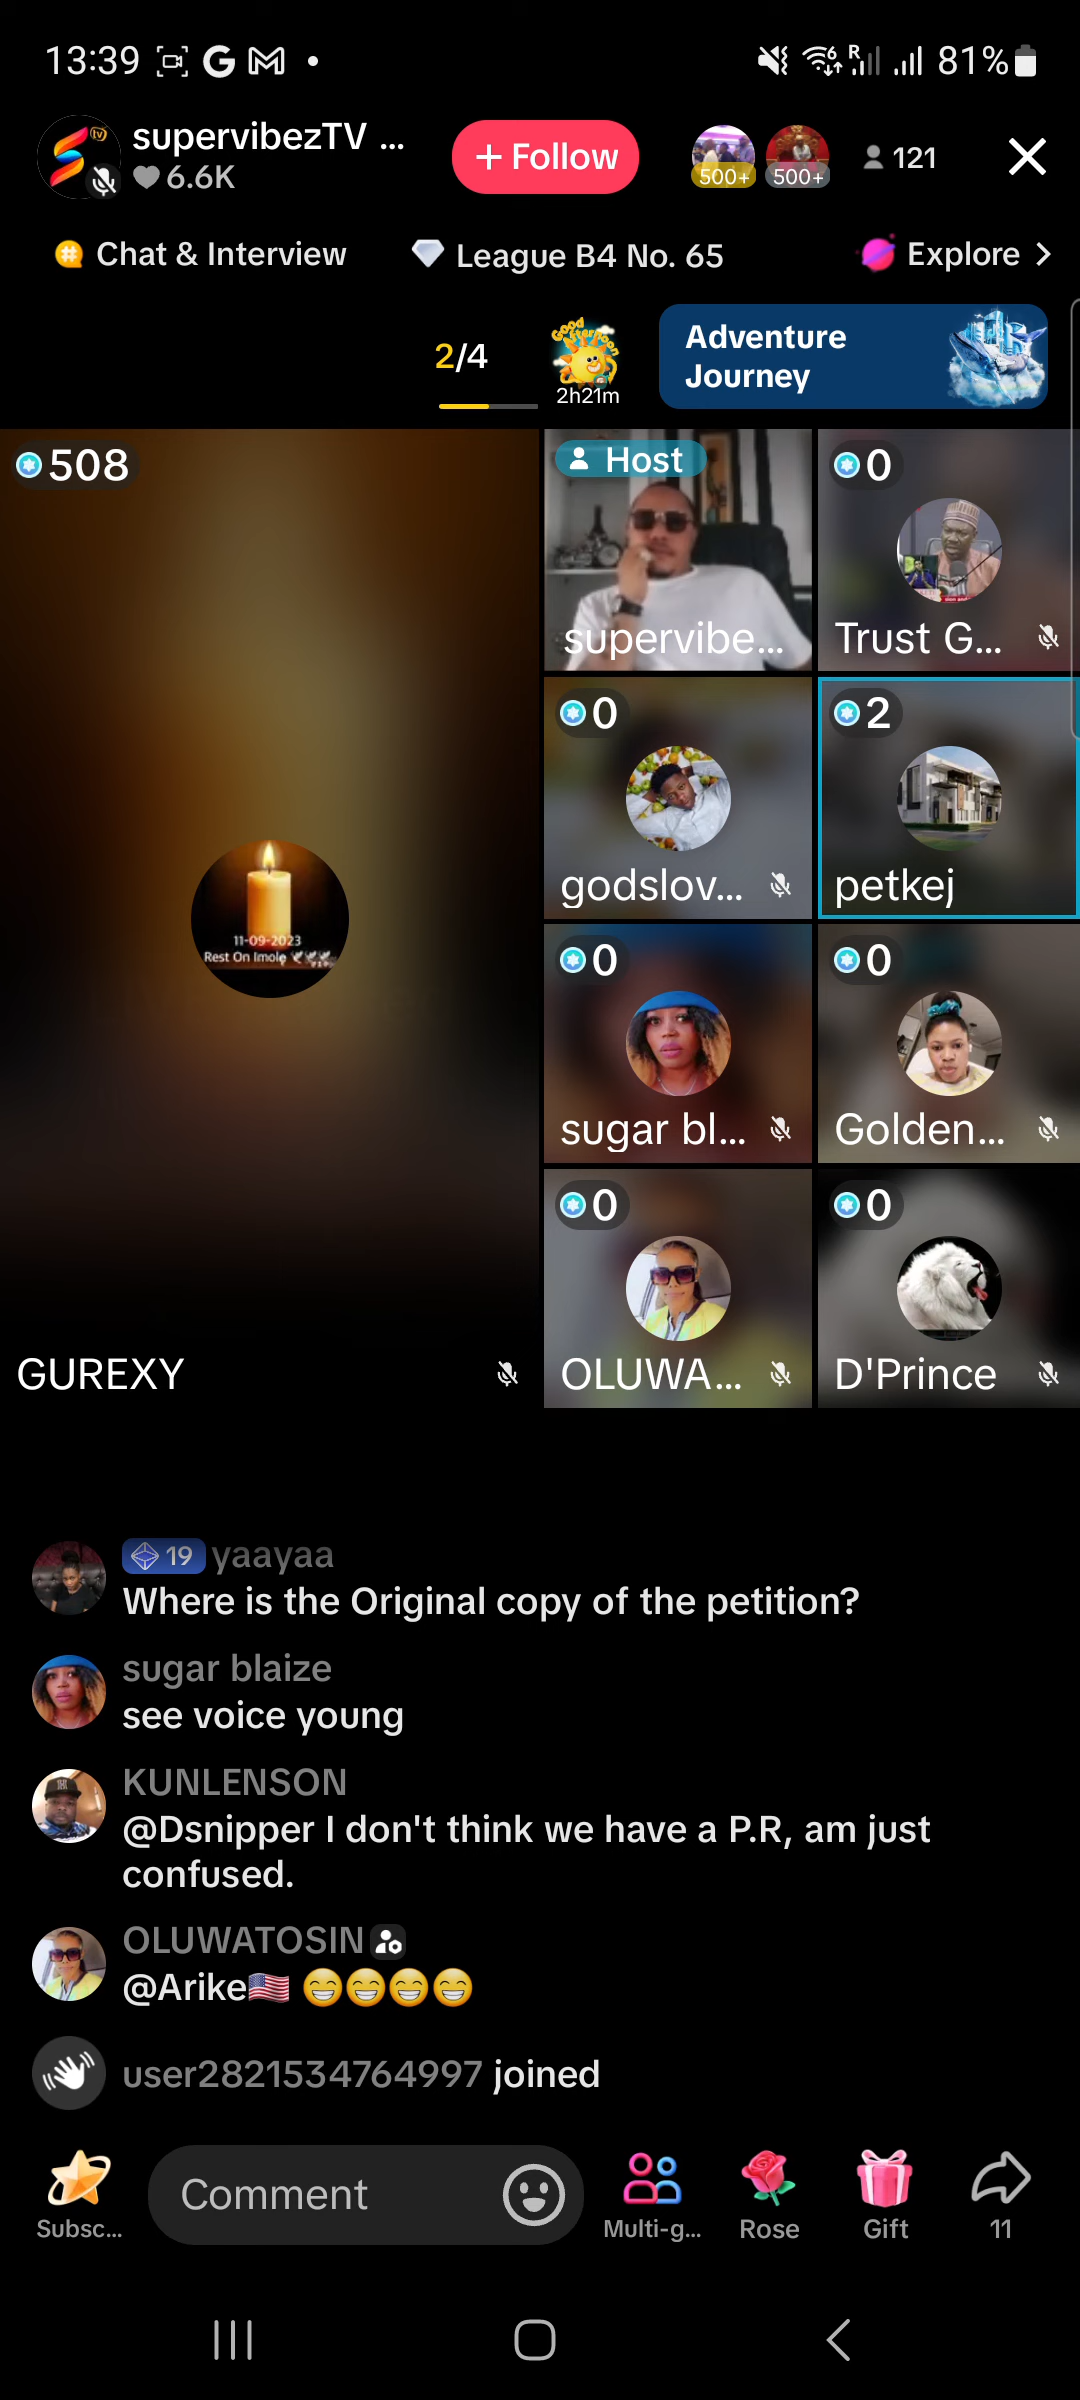 13:39
81%
supervibezTV ...
6.6K
+ Follow
500+
500+
121
Chat & Interview
League B4 No. 65
Explore
2/4
Good Afternoon
2h21m
Adventure
Journey
508
Host
supervibe...
0
Trust G...
0
godslov...
2
petkej
11-09-2023
Rest On Imole
0
sugar bl...
0
Golden...
GUREXY
0
OLUWA...
0
D'Prince
19 yaayaa
Where is the Original copy of the petition?
sugar blaize
see voice young
KUNLENSON
@Dsnipper I don't think we have a P.R, am just
confused.
OLUWATOSIN
@Arike🇺🇸 😁😁😁😁
user2821534764997 joined
Comment
Subsc...
Multi-g...
Rose
Gift
11